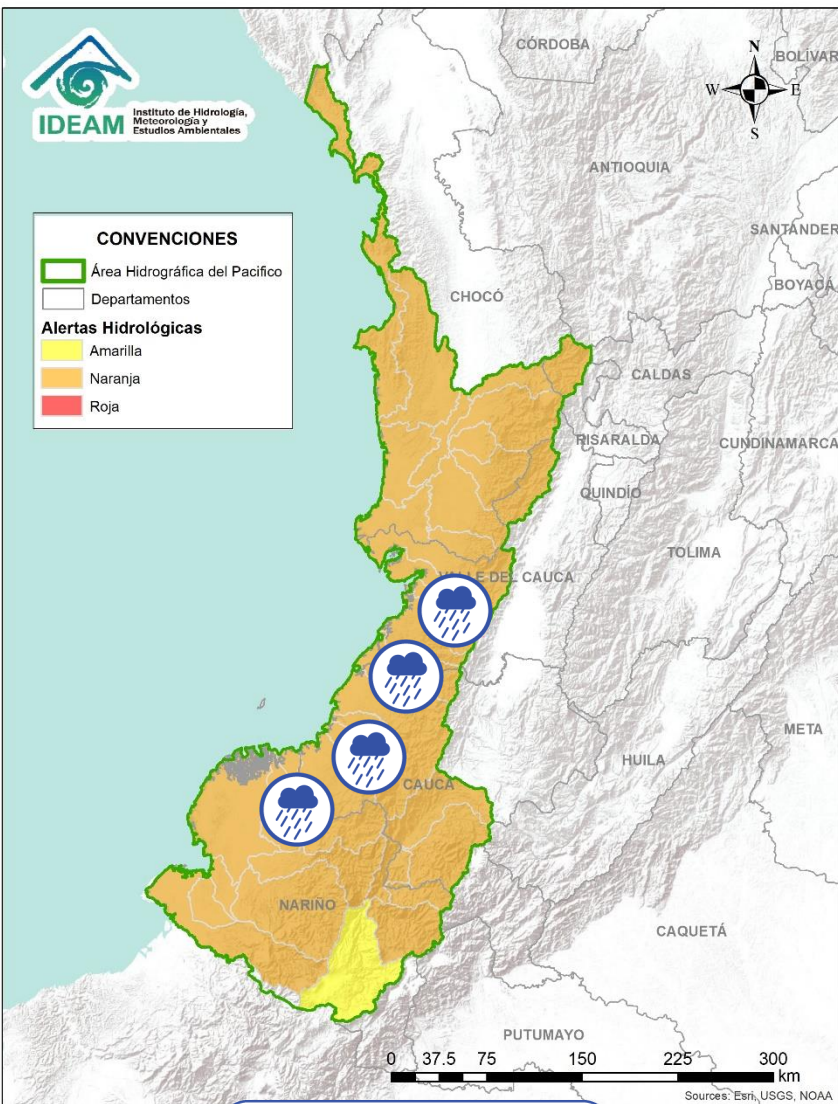 IDEAM
Instituto de Hidrología,
Meteorología y
Estudios Ambientales
CONVENCIONES
Área Hidrográfica del Pacifico
Departamentos
Alertas Hidrológicas
Amarilla
Naranja
Roja
N
W
E
S
CÓRDOBA
BOLÍVAR
ANTIOQUIA
SANTANDER
BOYACÁ
CHOCÓ
CALDAS
RISARALDA
CUNDINAMARCA
QUINDÍO
TOLIMA
VALLE DEL CAUCA
META
HUILA
CAUCA
NARIÑO
CAQUETÁ
PUTUMAYO
0 37.5 75 150 225 300
km
Sources: Esri, USGS, NOAA